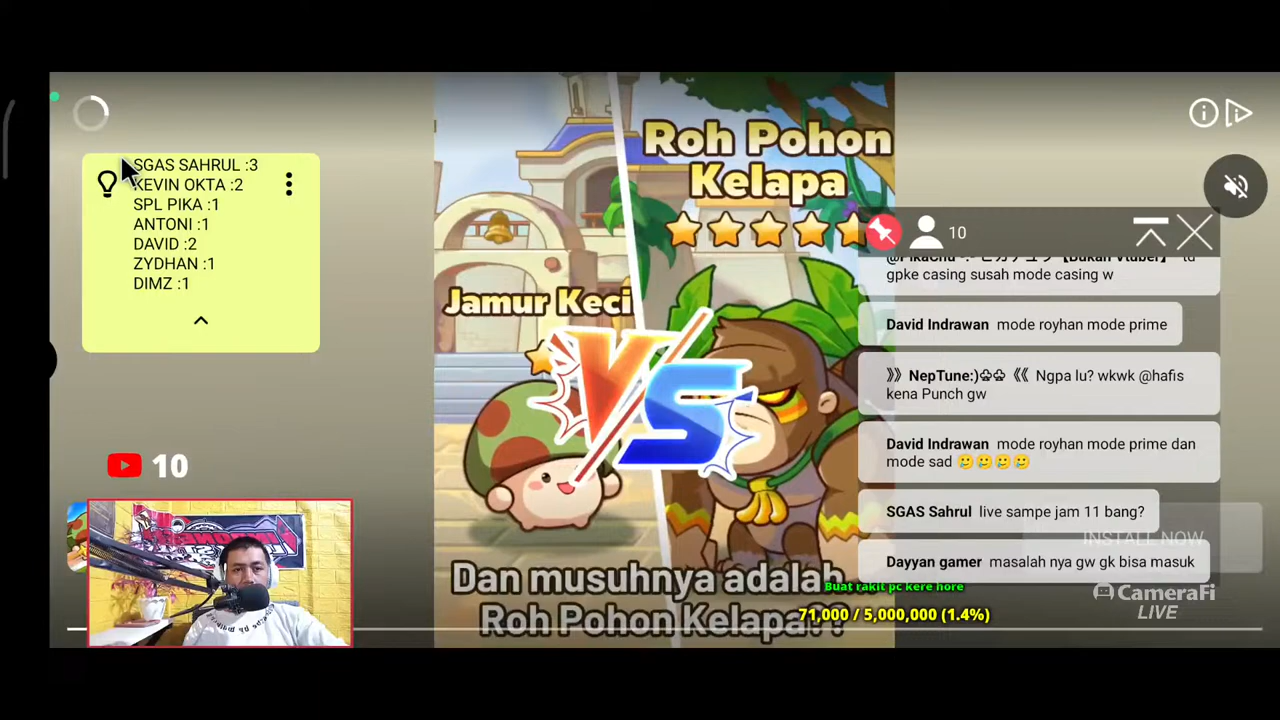 SGAS SAHRUL :3
KEVIN OKTA :2
SPL PIKA :1
ANTONI :1
DAVID :2
ZYDHAN :1
DIMZ :1
10
Roh Pohon
Kelapa
Jamur Keci
VS
Dan musuhnya adalah
Roh Pohon Kelapa??
10
gpke casing susah mode casing w
David Indrawan mode royhan mode prime
》》 NepTune:)♧♧ 《《 Ngpa lu? wkwk @hafis
kena Punch gw
David Indrawan mode royhan mode prime dan
mode sad 🥲🥲🥲🥲
SGAS Sahrul live sampe jam 11 bang?
INSTALL NOW
Dayyan gamer masalah nya gw gk bisa masuk
Buat rakit pc kere hore
71,000 / 5,000,000 (1.4%)
CameraFi
LIVE